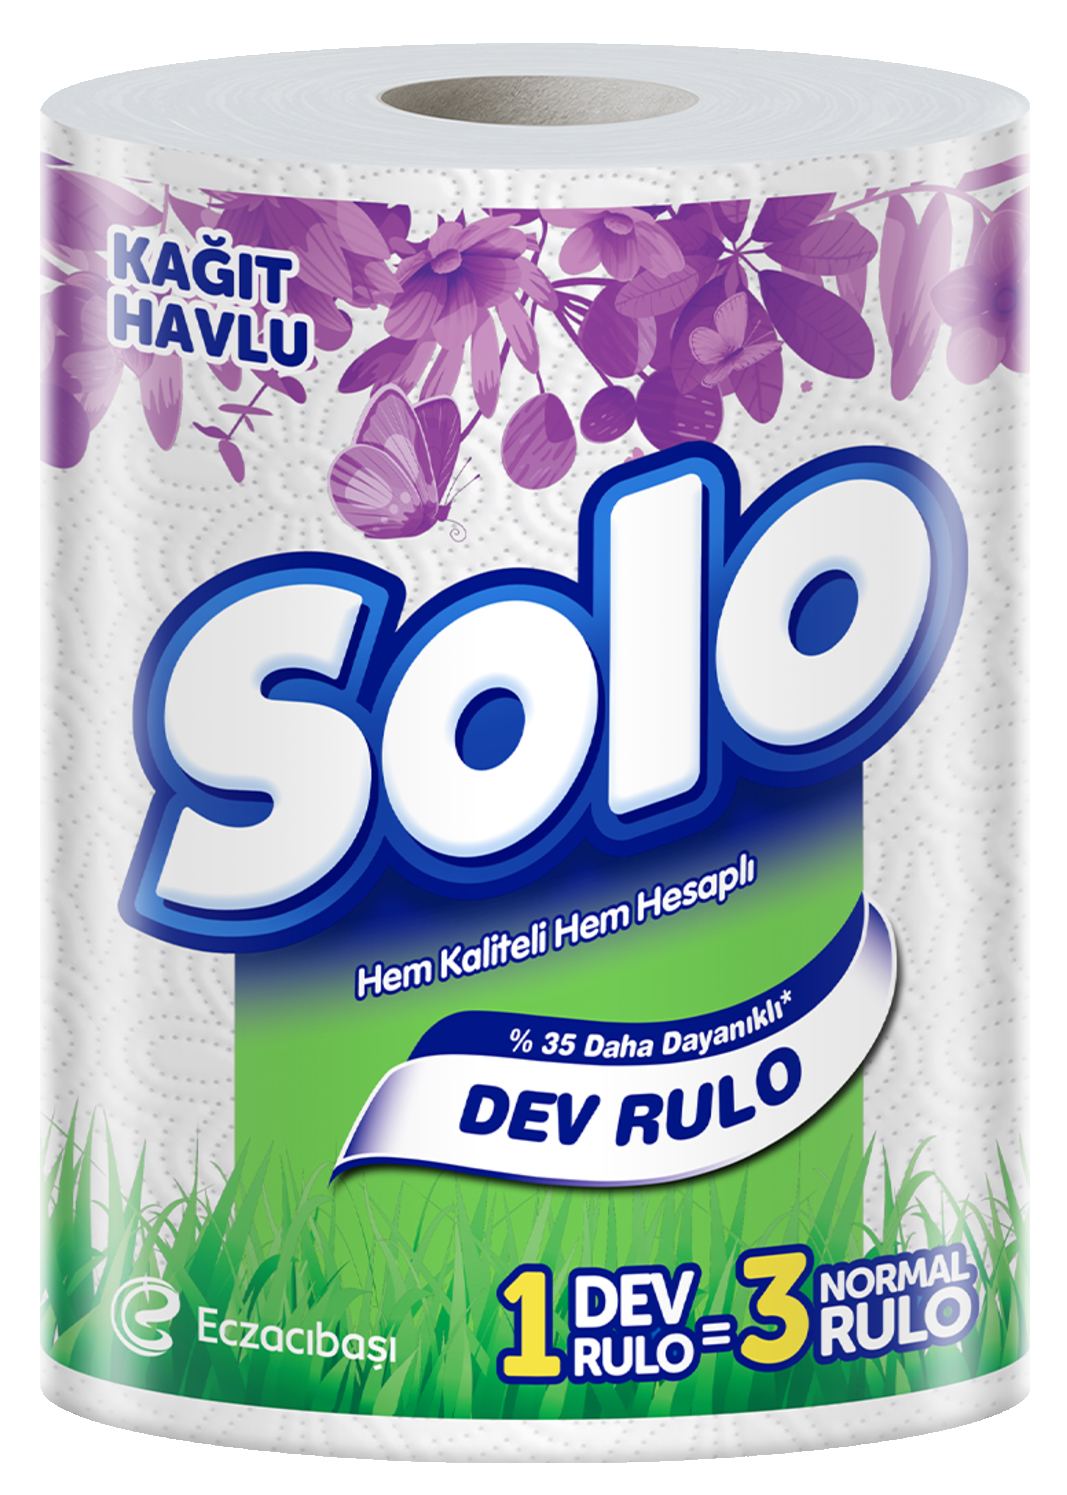 KAĞIT
HAVLU
Solo
Hem Kaliteli Hem Hesaplı
% 35 Daha Dayanıklı*
DEV RULO
1 DEV RULO = 3 NORMAL RULO
Eczacıbaşı